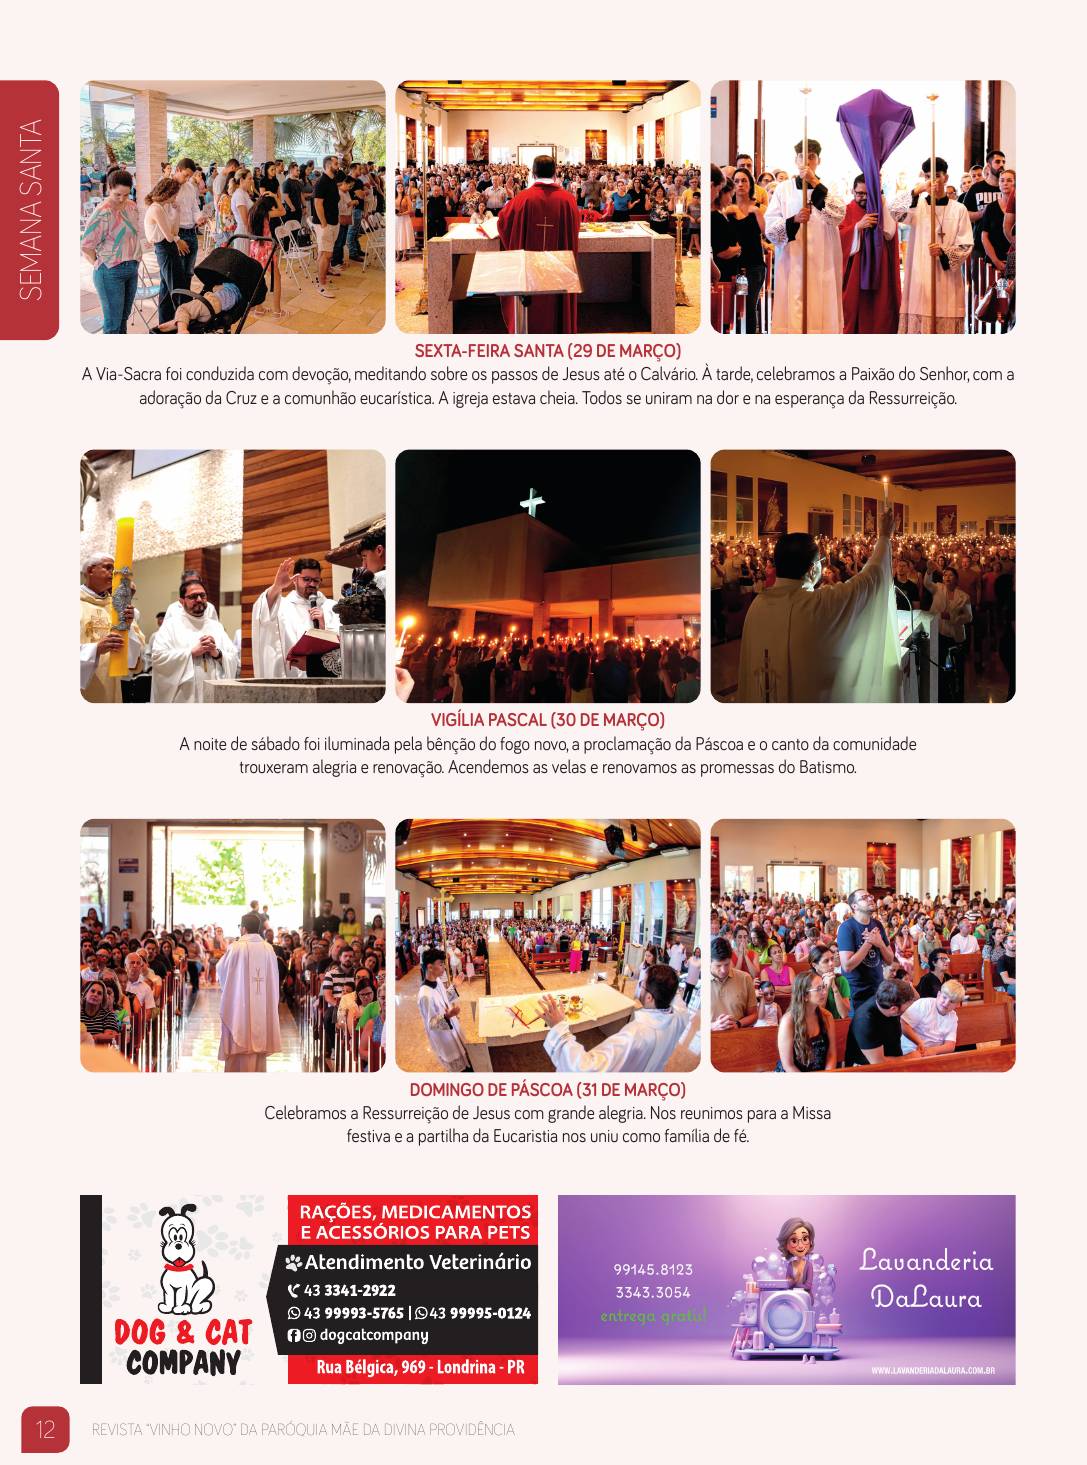 SEMANA SANTA
PUMA
SEXTA-FEIRA SANTA (29 DE MARÇO)
A Via-Sacra foi conduzida com devoção, meditando sobre os passos de Jesus até o Calvário. À tarde, celebramos a Paixão do Senhor, com a
adoração da Cruz e a comunhão eucarística. A igreja estava cheia. Todos se uniram na dor e na esperança da Ressurreição.
VIGÍLIA PASCAL (30 DE MARÇO)
A noite de sábado foi iluminada pela bênção do fogo novo, a proclamação da Páscoa e o canto da comunidade
trouxeram alegria e renovação. Acendemos as velas e renovamos as promessas do Batismo.
DOMINGO DE PÁSCOA (31 DE MARÇO)
Celebramos a Ressurreição de Jesus com grande alegria. Nos reunimos para a Missa
festiva e a partilha da Eucaristia nos uniu como família de fé.
DOG & CAT
COMPANY
RAÇÕES, MEDICAMENTOS
E ACESSÓRIOS PARA PETS
Atendimento Veterinário
43 3341-2922
43 99993-5765 | 43 99995-0124
dogcatcompany
Rua Bélgica, 969 - Londrina - PR
99145.8123
3343.3054
entrega gratis!
Lavanderia
DaLaura
WWW.LAVANDERIADALAURA.COM.BR
12
REVISTA "VINHO NOVO" DA PARÓQUIA MÃE DA DIVINA PROVIDÊNCIA